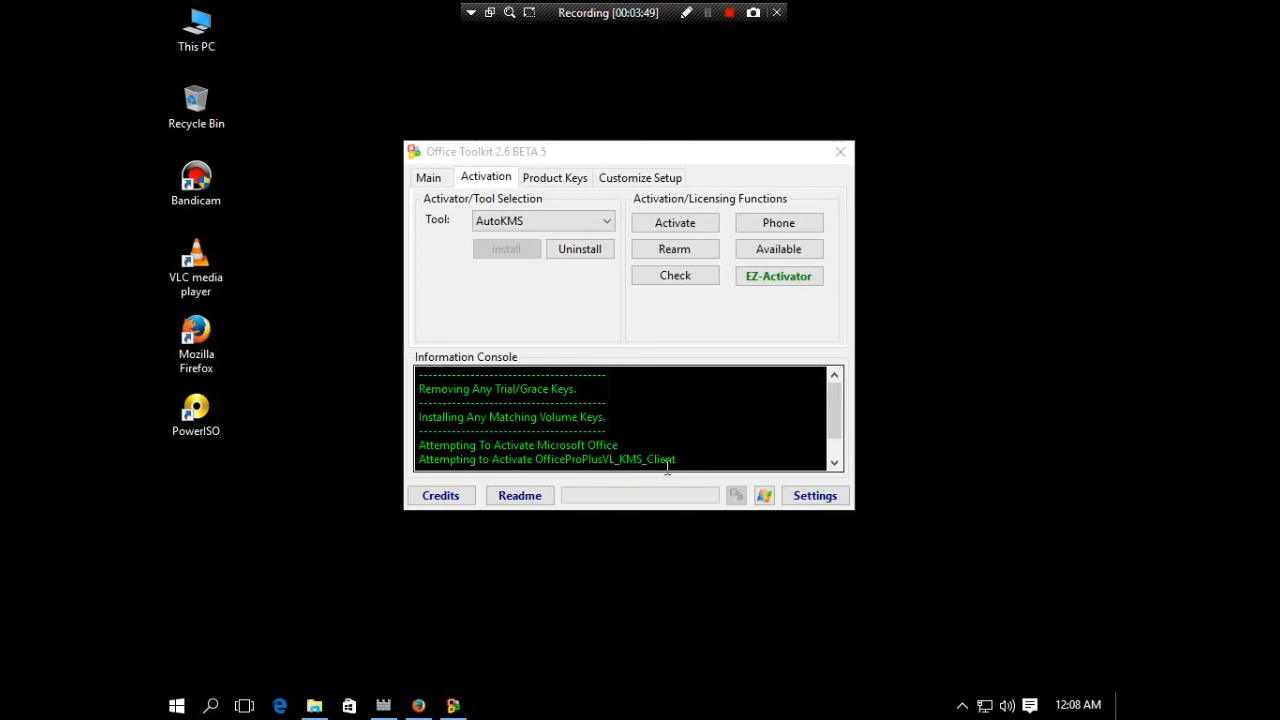 Recording [00:03:49]
This PC
Recycle Bin
Bandicam
VLC media
player
Mozilla
Firefox
PowerISO
Office Toolkit 2.6 BETA 5
Main
Activation
Product Keys
Customize Setup
Activator/Tool Selection
Tool:
AutoKMS
Install
Uninstall
Activation/Licensing Functions
Activate
Phone
Rearm
Available
Check
EZ-Activator
Information Console
----------------------------------------
Removing Any Trial/Grace Keys.
----------------------------------------
Installing Any Matching Volume Keys.
----------------------------------------
Attempting To Activate Microsoft Office
Attempting to Activate OfficeProPlusVL_KMS_Client
Credits
Readme
Settings
12:08 AM